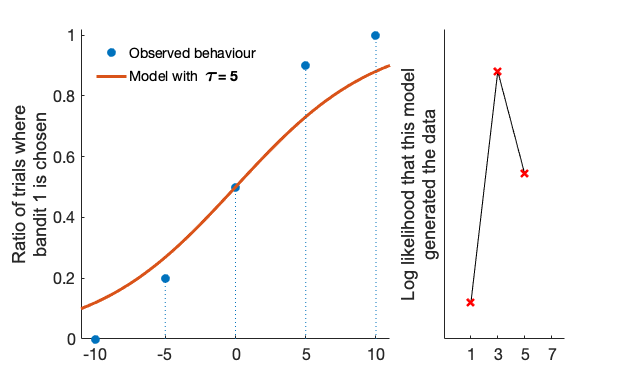 1
Observed behaviour
Model with τ = 5
0.8
0.6
0.4
0.2
0
Ratio of trials where
bandit 1 is chosen
-10
-5
0
5
10
Log likelihood that this model
generated the data
1
3
5
7